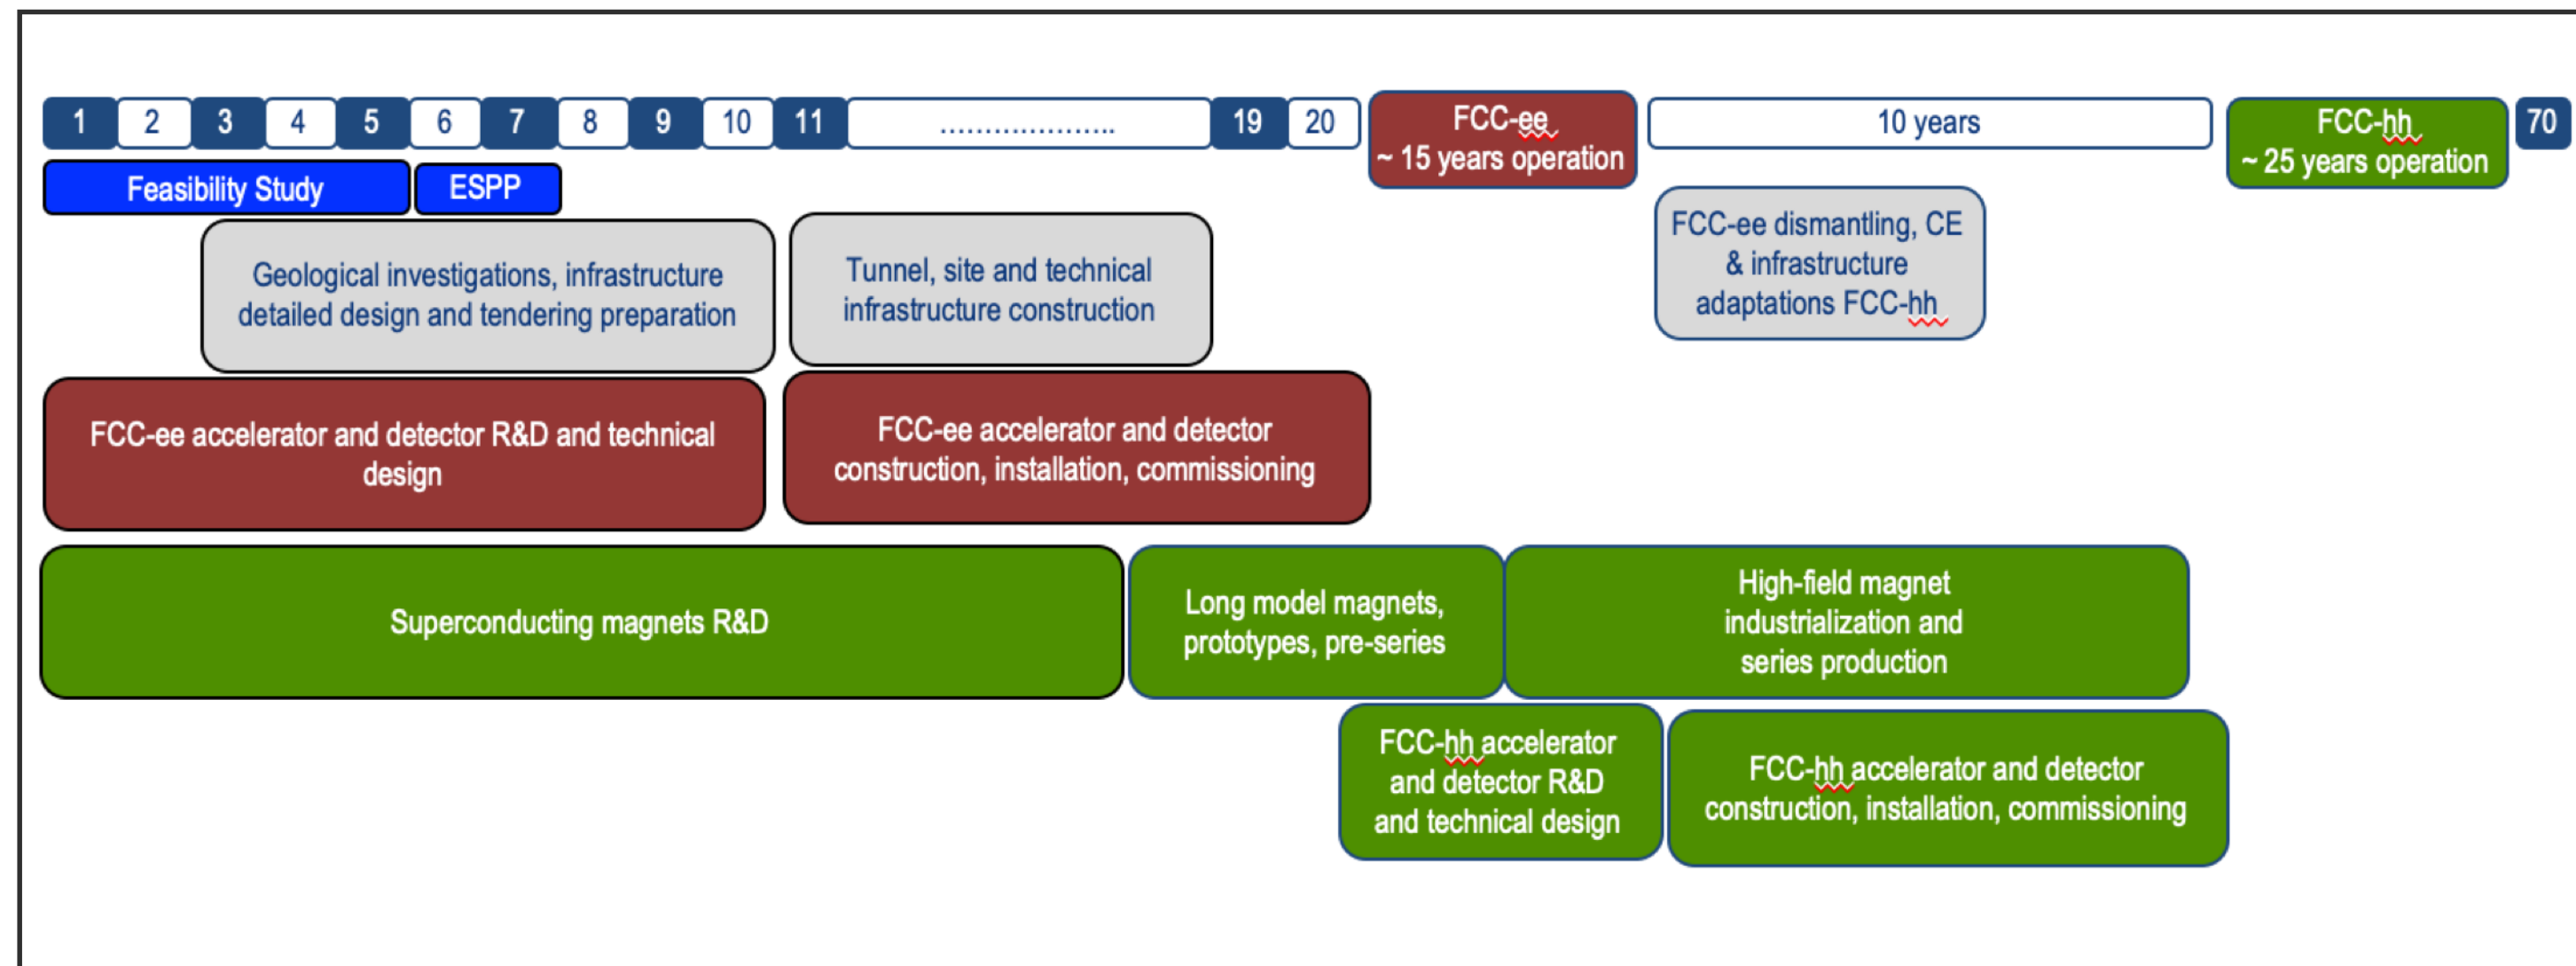 1 2 3 4 5 6 7 8 9 10 11 ...................... 19 20
FCC-ee
~ 15 years operation
10 years
FCC-hh
~ 25 years operation
70
Feasibility Study
ESPP
Geological investigations, infrastructure
detailed design and tendering preparation
Tunnel, site and technical
infrastructure construction
FCC-ee dismantling, CE
& infrastructure
adaptations FCC-hh
FCC-ee accelerator and detector R&D and technical
design
FCC-ee accelerator and detector
construction, installation, commissioning
Superconducting magnets R&D
Long model magnets,
prototypes, pre-series
High-field magnet
industrialization and
series production
FCC-hh accelerator
and detector R&D
and technical design
FCC-hh accelerator and detector
construction, installation, commissioning